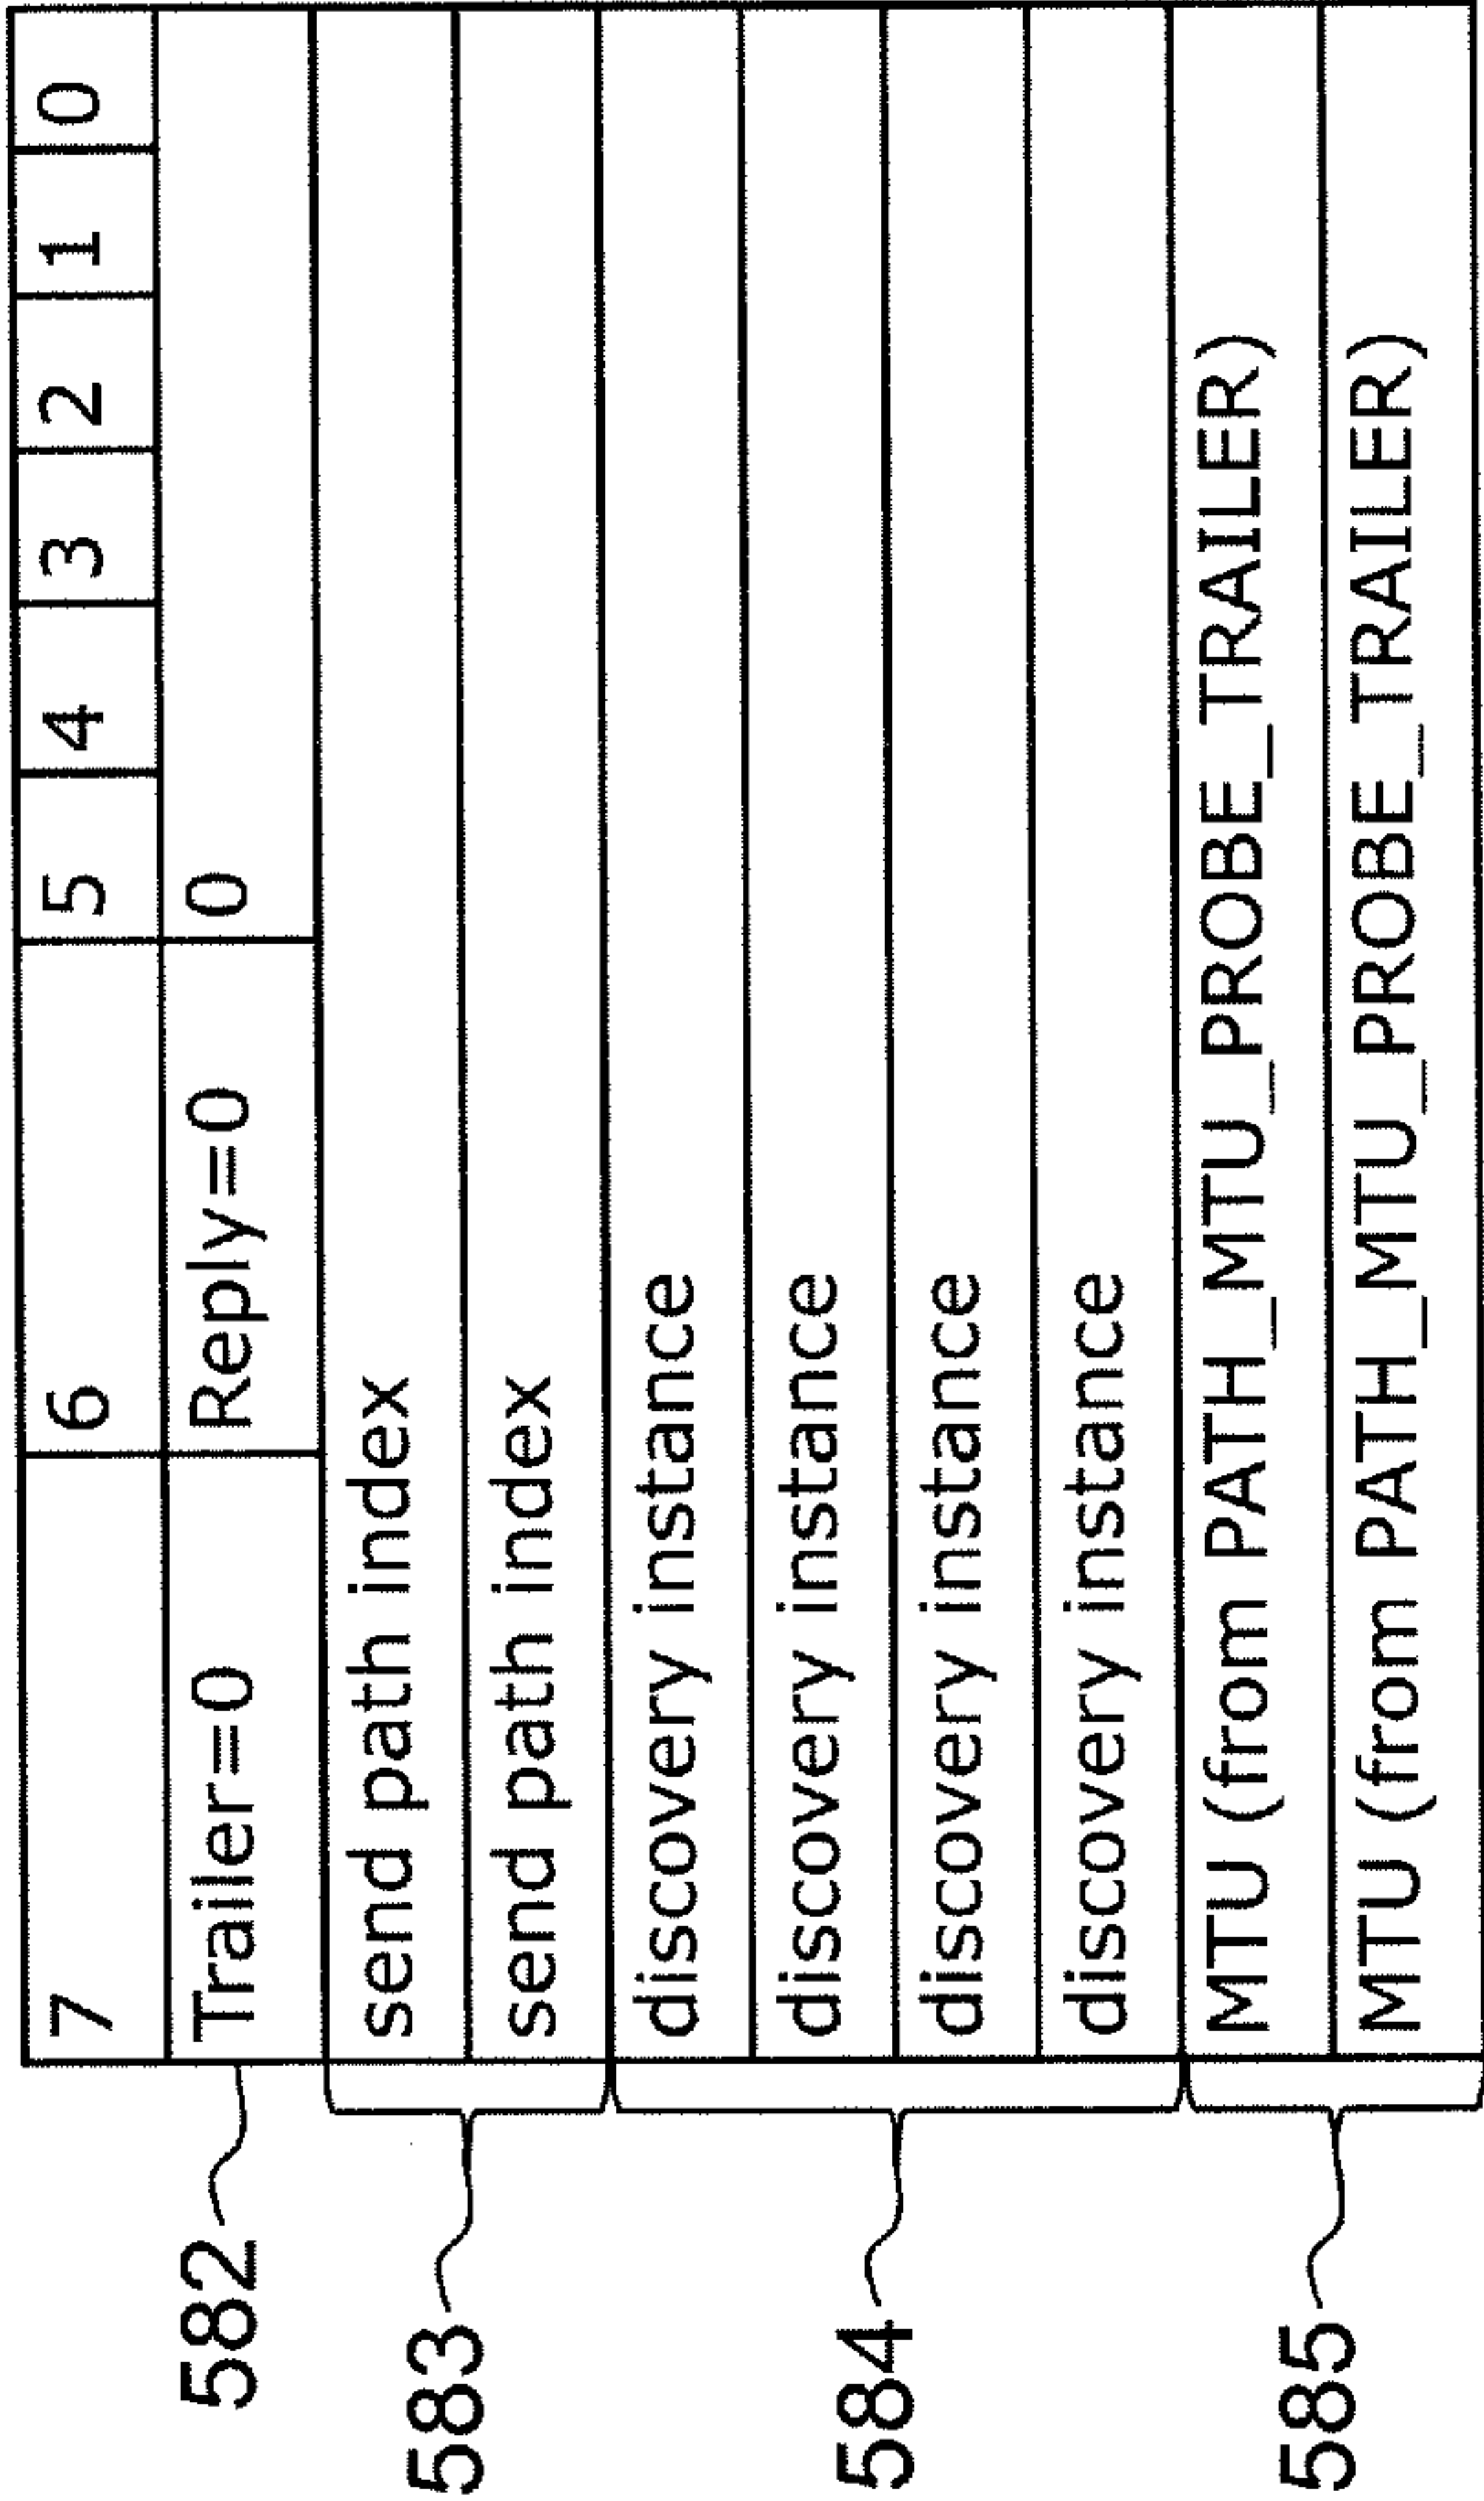 7 6 5 4 3 2 1 0
582 Trailer=0 Reply=0 0
583 send path index
send path index
584 discovery instance
discovery instance
discovery instance
discovery instance
585 MTU (from PATH_MTU_PROBE_TRAILER)
MTU (from PATH_MTU_PROBE_TRAILER)